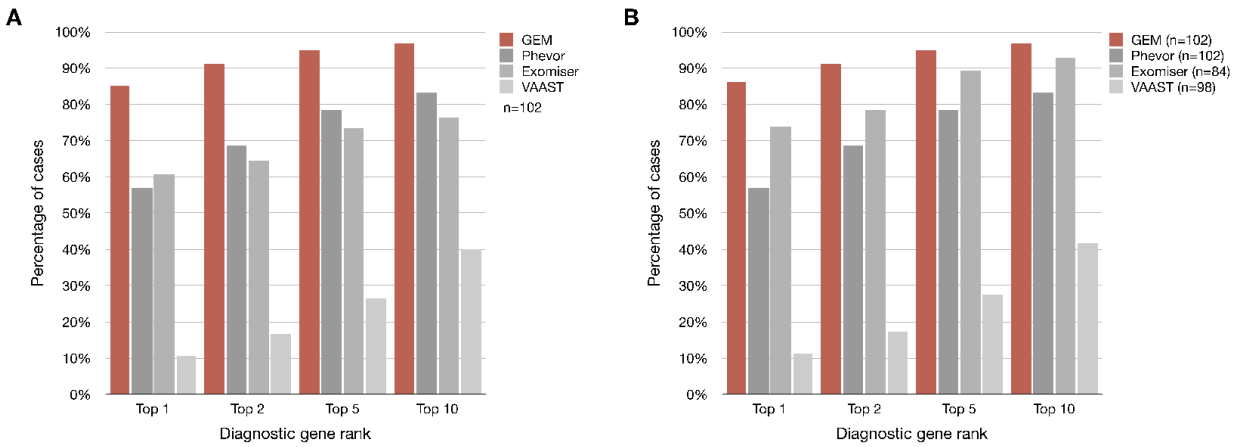 A
Percentage of cases
100%
90%
80%
70%
60%
50%
40%
30%
20%
10%
0%
Top 1
Top 2
Top 5
Top 10
Diagnostic gene rank
GEM
Phevor
Exomiser
VAAST
n=102
B
Percentage of cases
100%
90%
80%
70%
60%
50%
40%
30%
20%
10%
0%
Top 1
Top 2
Top 5
Top 10
Diagnostic gene rank
GEM (n=102)
Phevor (n=102)
Exomiser (n=84)
VAAST (n=98)